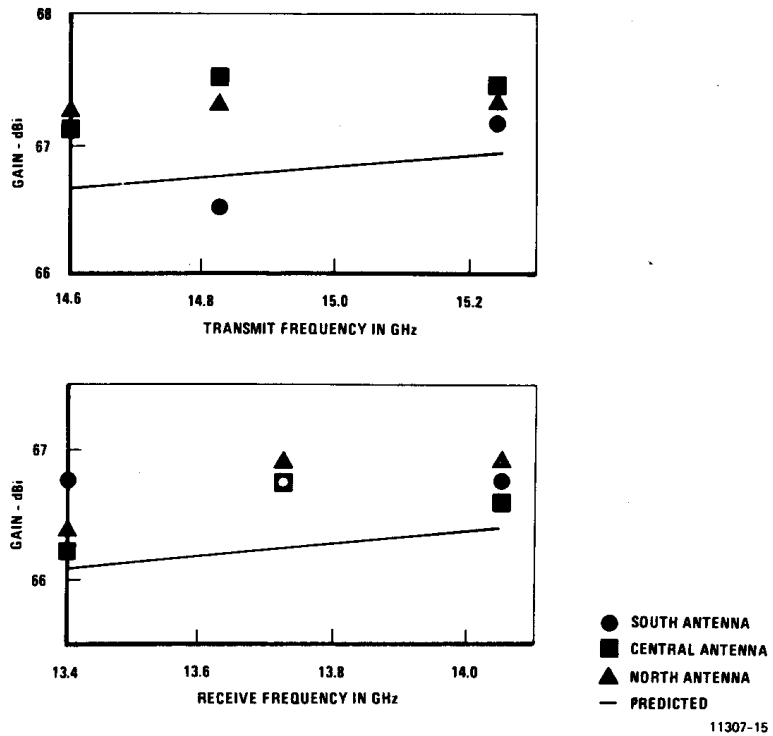 68
67
66
GAIN - dBi
14.6 14.8 15.0 15.2
TRANSMIT FREQUENCY IN GHz
67
66
GAIN - dBi
13.4 13.6 13.8 14.0
RECEIVE FREQUENCY IN GHz
SOUTH ANTENNA
CENTRAL ANTENNA
NORTH ANTENNA
PREDICTED
11307-15